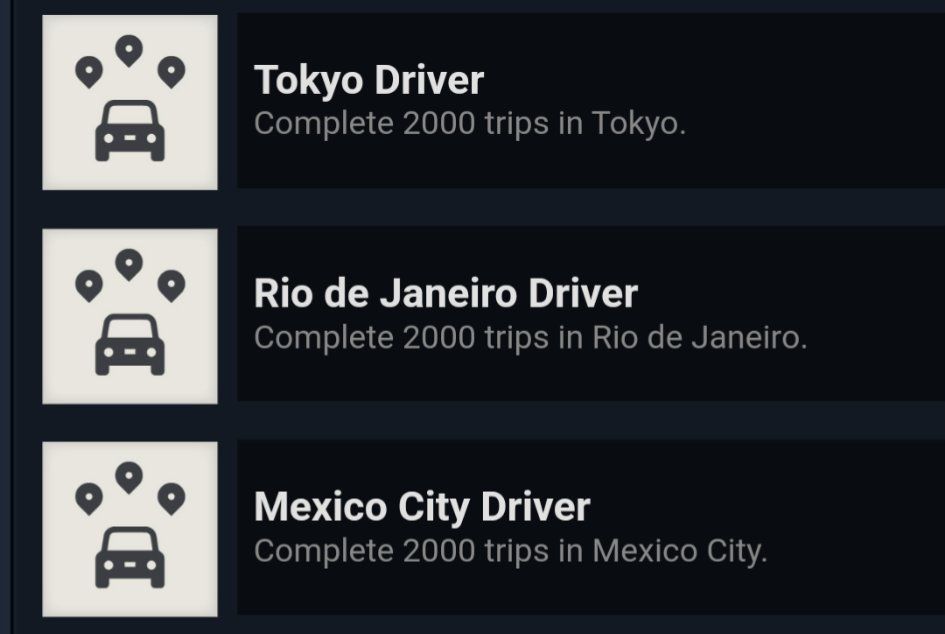 Tokyo Driver
Complete 2000 trips in Tokyo.
Rio de Janeiro Driver
Complete 2000 trips in Rio de Janeiro.
Mexico City Driver
Complete 2000 trips in Mexico City.